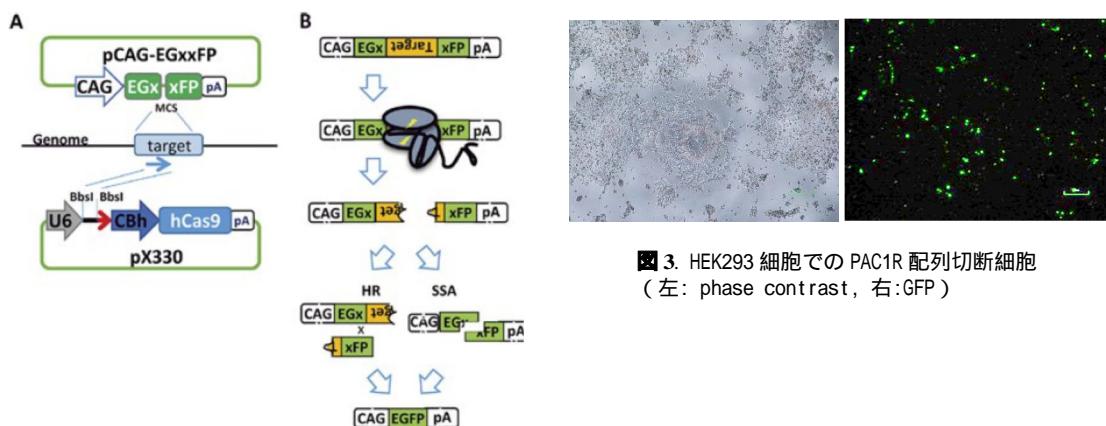 A
pCAG-EGxxFP
CAG EGx xFP pA
MCS
Genome
target
BbsI BbsI
U6 CBh hCas9 pA
pX330
B
CAG EGx Target xFP pA
CAG EGx xFP pA
CAG EGx get xFP pA
HR SSA
CAG EGx get
x
xFP
CAG EGx xFP pA
CAG EGFP pA
図 3. HEK293 細胞での PAC1R 配列切断細胞
(左: phase contrast, 右:GFP)